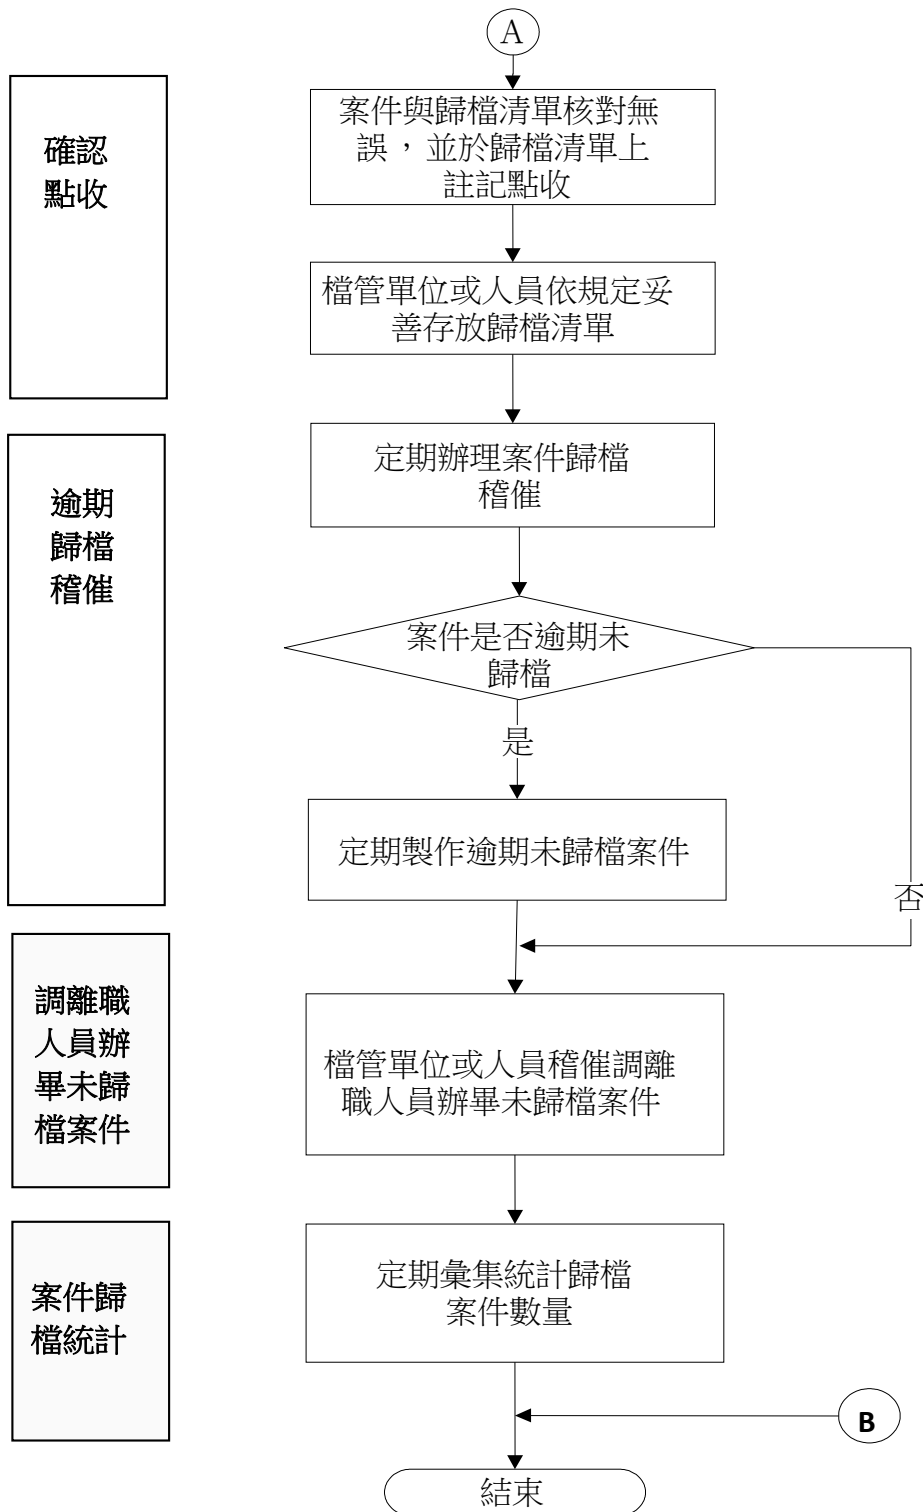 A
確認
點收
案件與歸檔清單核對無
誤，並於歸檔清單上
註記點收
檔管單位或人員依規定妥
善存放歸檔清單
逾期
歸檔
稽催
定期辦理案件歸檔
稽催
案件是否逾期未
歸檔
是
定期製作逾期未歸檔案件
否
調離職
人員辦
畢未歸
檔案件
檔管單位或人員稽催調離
職人員辦畢未歸檔案件
案件歸
檔統計
定期彙集統計歸檔
案件數量
B
結束